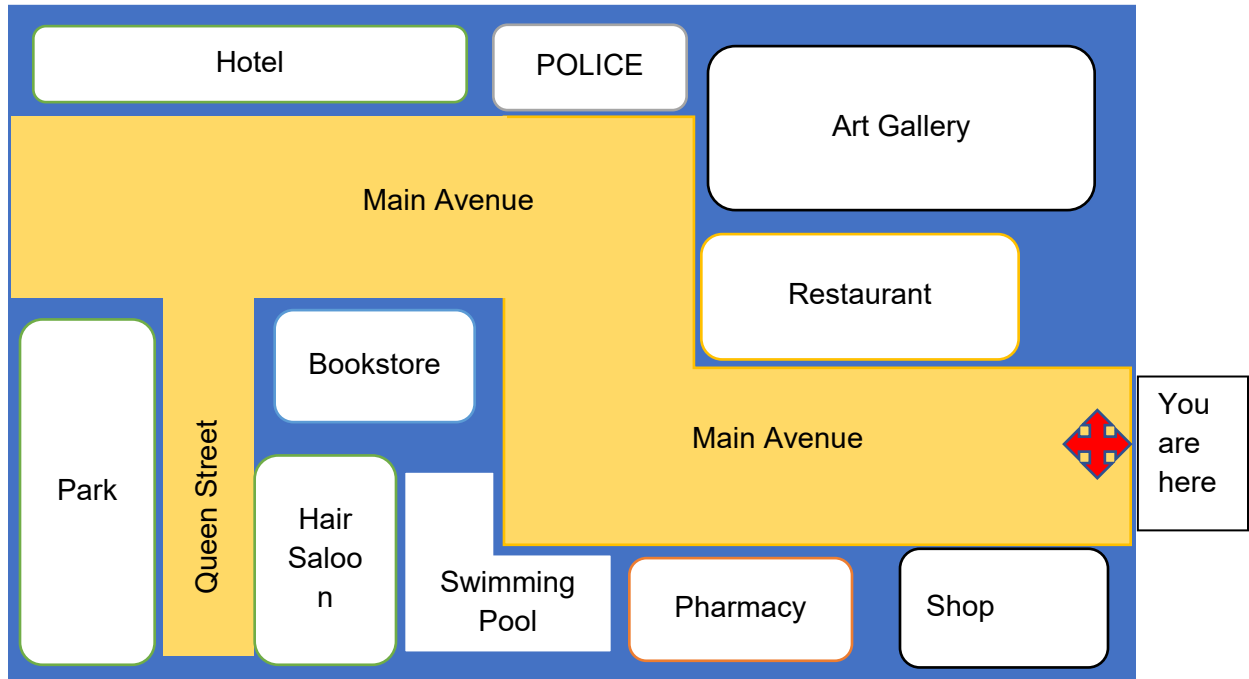 Hotel
POLICE
Art Gallery
Main Avenue
Restaurant
Bookstore
Main Avenue
You
are
here
Park
Queen Street
Hair
Saloo
n
Swimming
Pool
Pharmacy
Shop